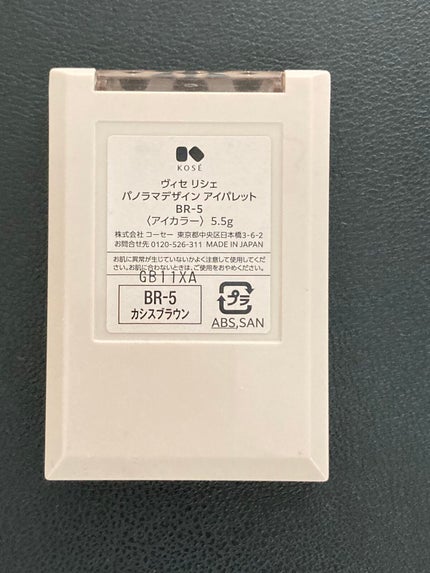 KOSÉ
ヴィセ リシェ
パノラマデザイン アイパレット
BR-5
〈アイカラー〉 5.5g
株式会社 コーセー 東京都中央区日本橋3-6-2
お問合せ先 0120-526-311 MADE IN JAPAN
お肌に異常が生じていないかよく注意して使用してくだ
さい。お肌に合わないときは、ご使用をおやめください。
GB11XA
BR-5
カシスブラウン
プラ
ABS,SAN